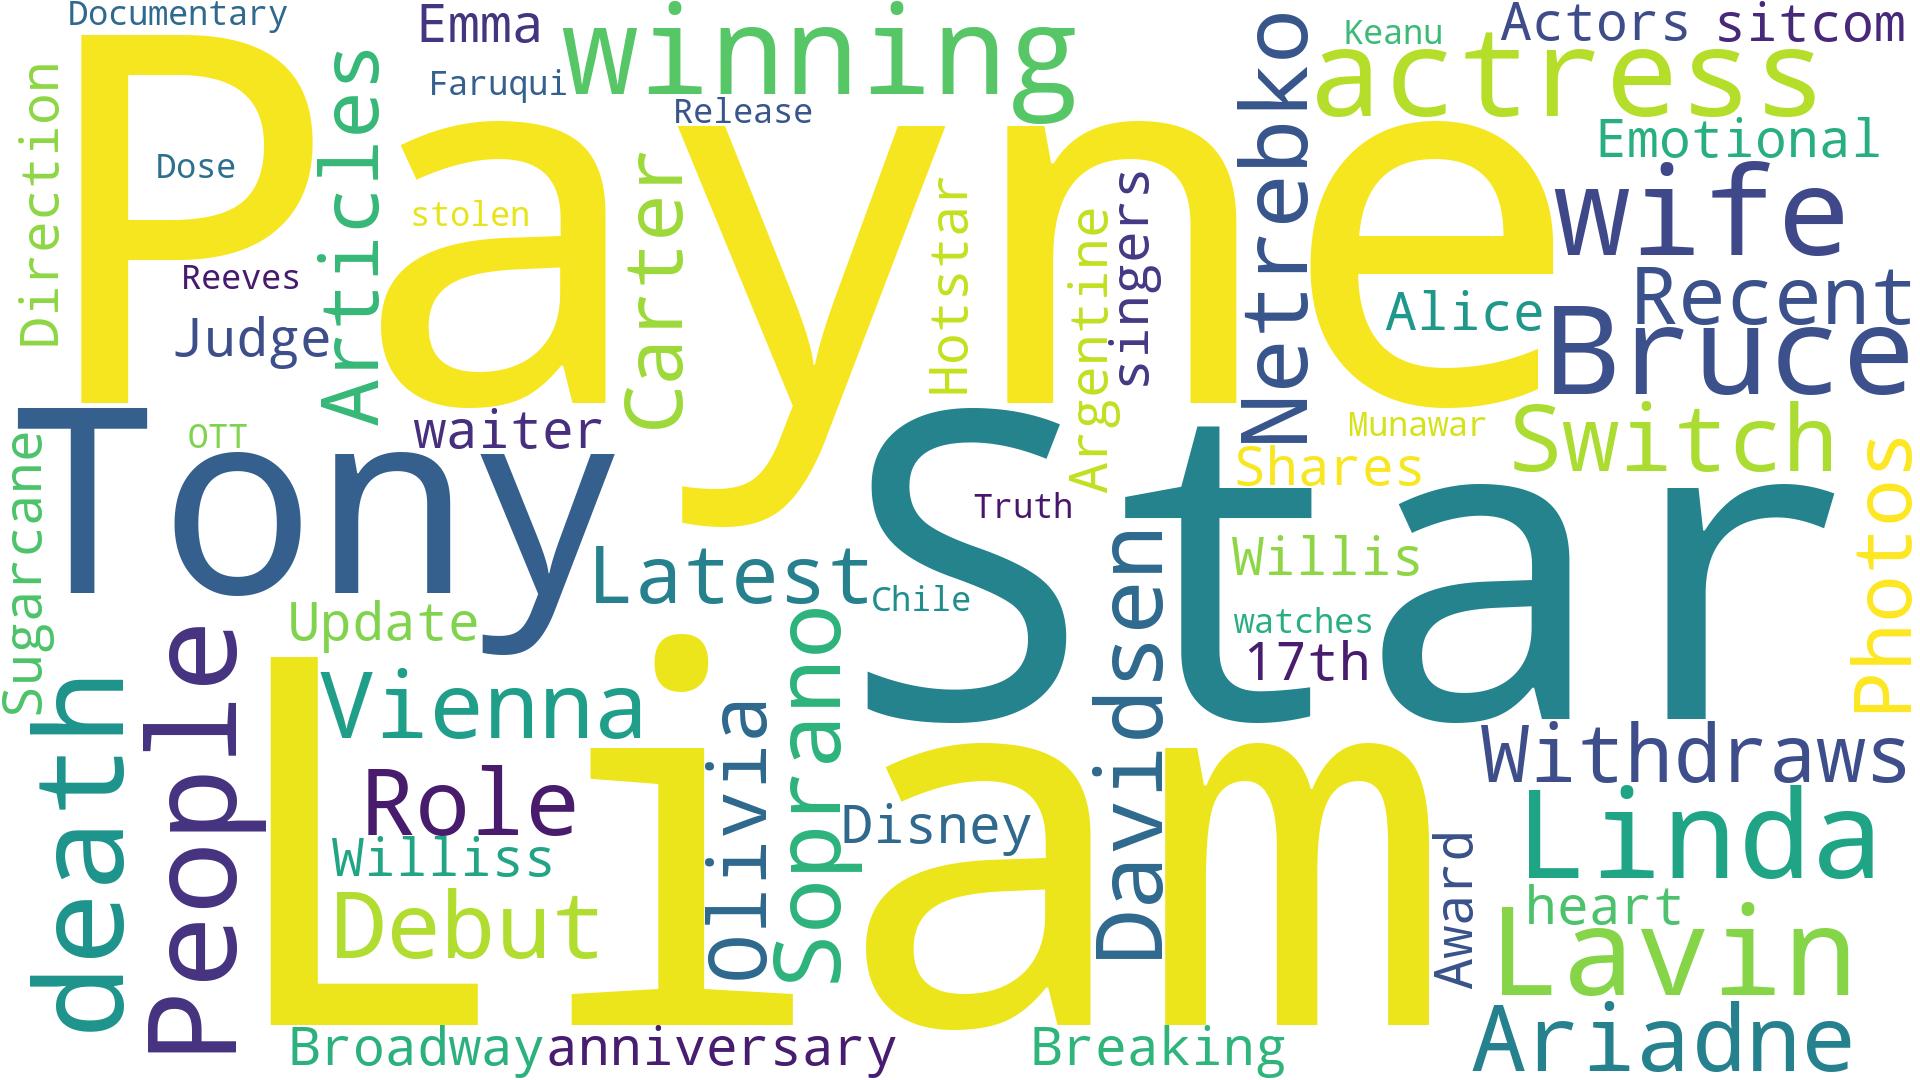 Documentary
Emma
winning
Keanu
Actors
sitcom
actress
Faruqui
Release
Direction
Articles
Payne
Dose
stolen
Carter
Hotstar
Argentine
singers
Netrebko
Emotional
wife
Reeves
Judge
Alice
Recent
Bruce
Tony
OTT
waiter
Star
Truth
Munawar
Shares
Switch
Photos
Sugarcane
Latest
Chile
Willis
watches
17th
Update
death
People
Vienna
Liam
Olivia
Soprano
Davidsen
Role
Williss
Debut
Disney
Withdraws
Linda
Award
heart
Lavin
Ariadne
Broadway
anniversary
Breaking